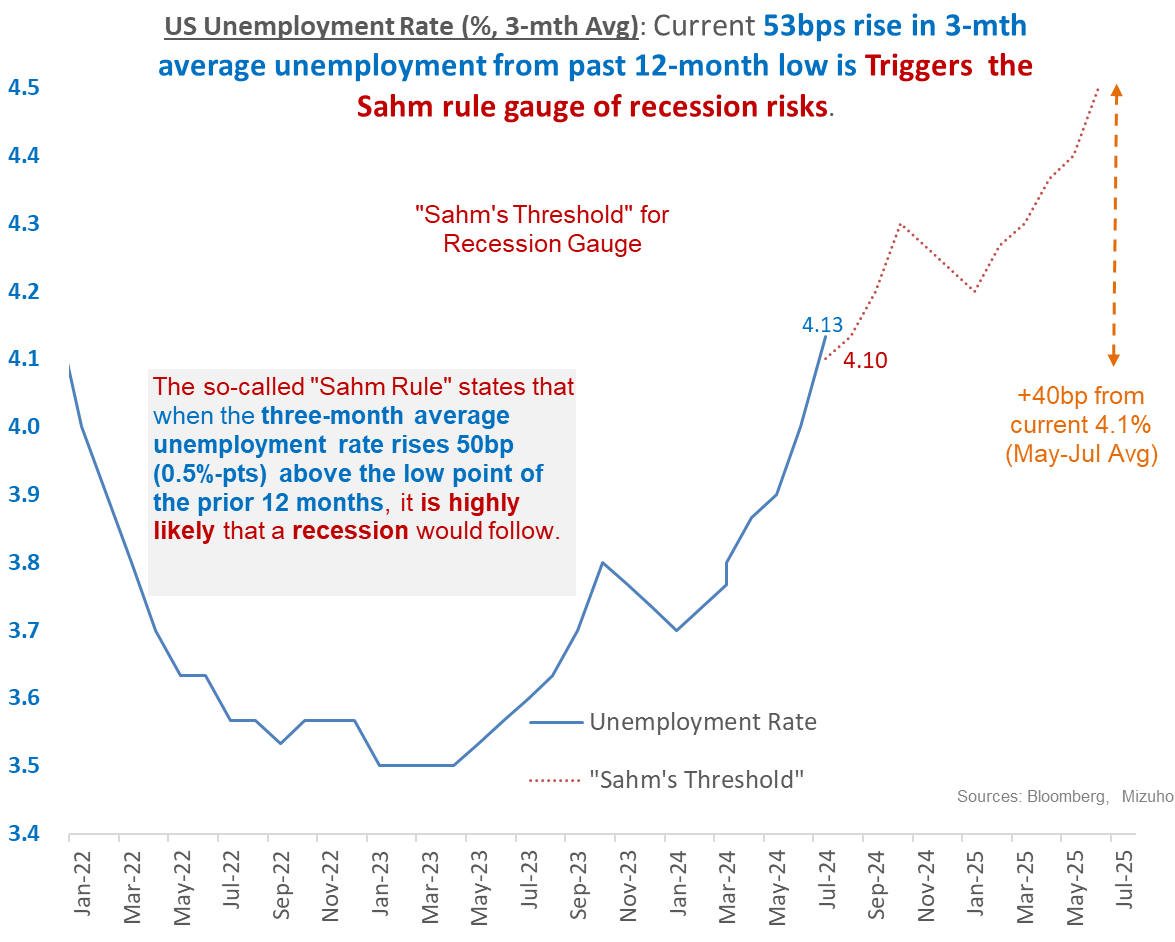 US Unemployment Rate (%, 3-mth Avg): Current 53bps rise in 3-mth
average unemployment from past 12-month low is Triggers the
Sahm rule gauge of recession risks.
4.5
4.4
4.3
4.2
4.1
4.0
3.9
3.8
3.7
3.6
3.5
3.4
"Sahm's Threshold" for
Recession Gauge
4.13
4.10
+40bp from
current 4.1%
(May-Jul Avg)
The so-called "Sahm Rule" states that
when the three-month average
unemployment rate rises 50bp
(0.5%-pts) above the low point of
the prior 12 months, it is highly
likely that a recession would follow.
Unemployment Rate
"Sahm's Threshold"
Sources: Bloomberg, Mizuho
Jan-22
Mar-22
May-22
Jul-22
Sep-22
Nov-22
Jan-23
Mar-23
May-23
Jul-23
Sep-23
Nov-23
Jan-24
Mar-24
May-24
Jul-24
Sep-24
Nov-24
Jan-25
Mar-25
May-25
Jul-25